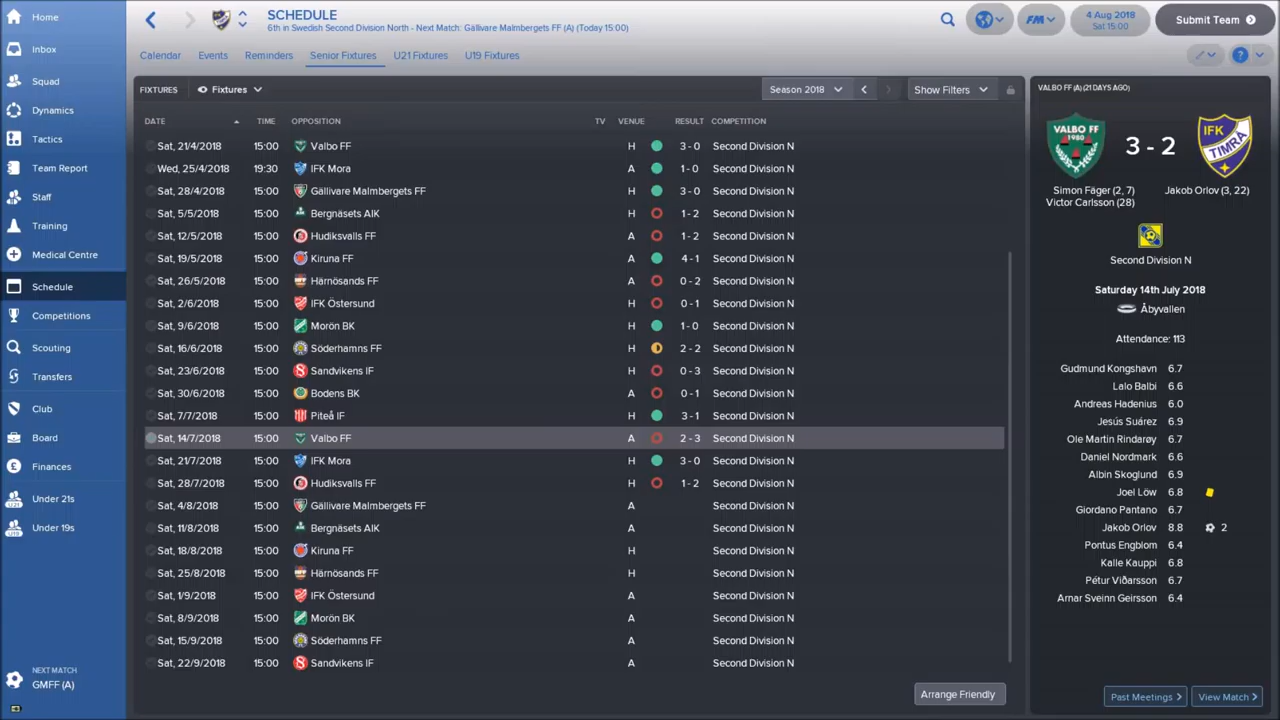 Home
Inbox
Squad
Dynamics
Tactics
Team Report
Staff
Training
Medical Centre
Schedule
Competitions
Scouting
Transfers
Club
Board
Finances
Under 21s
Under 19s
NEXT MATCH
GMFF (A)
SCHEDULE
6th in Swedish Second Division North - Next Match: Gällivare Malmbergets FF (A) (Today 15:00)
FM
4 Aug 2018
Sat 15:00
Submit Team
Calendar Events Reminders Senior Fixtures U21 Fixtures U19 Fixtures
?
FIXTURES Fixtures Season 2018 Show Filters
DATE TIME OPPOSITION TV VENUE RESULT COMPETITION
Sat, 21/4/2018 15:00 Valbo FF H 3 - 0 Second Division N
Wed, 25/4/2018 19:30 IFK Mora A 1 - 0 Second Division N
Sat, 28/4/2018 15:00 Gällivare Malmbergets FF H 3 - 0 Second Division N
Sat, 5/5/2018 15:00 Bergnäsets AIK H 1 - 2 Second Division N
Sat, 12/5/2018 15:00 Hudiksvalls FF A 1 - 2 Second Division N
Sat, 19/5/2018 15:00 Kiruna FF A 4 - 1 Second Division N
Sat, 26/5/2018 15:00 Härnösands FF A 0 - 2 Second Division N
Sat, 2/6/2018 15:00 IFK Östersund H 0 - 1 Second Division N
Sat, 9/6/2018 15:00 Morön BK H 1 - 0 Second Division N
Sat, 16/6/2018 15:00 Söderhamns FF H 2 - 2 Second Division N
Sat, 23/6/2018 15:00 Sandvikens IF H 0 - 3 Second Division N
Sat, 30/6/2018 15:00 Bodens BK A 0 - 1 Second Division N
Sat, 7/7/2018 15:00 Piteå IF H 3 - 1 Second Division N
Sat, 14/7/2018 15:00 Valbo FF A 2 - 3 Second Division N
Sat, 21/7/2018 15:00 IFK Mora H 3 - 0 Second Division N
Sat, 28/7/2018 15:00 Hudiksvalls FF H 1 - 2 Second Division N
Sat, 4/8/2018 15:00 Gällivare Malmbergets FF A Second Division N
Sat, 11/8/2018 15:00 Bergnäsets AIK A Second Division N
Sat, 18/8/2018 15:00 Kiruna FF H Second Division N
Sat, 25/8/2018 15:00 Härnösands FF H Second Division N
Sat, 1/9/2018 15:00 IFK Östersund A Second Division N
Sat, 8/9/2018 15:00 Morön BK A Second Division N
Sat, 15/9/2018 15:00 Söderhamns FF A Second Division N
Sat, 22/9/2018 15:00 Sandvikens IF A Second Division N
Arrange Friendly
VALBO FF (A) (21 DAYS AGO)
VALBO FF
1980
3 - 2
IFK
TIMRÅ
Simon Fäger (2, 7)
Victor Carlsson (28)
Jakob Orlov (3, 22)
Second Division N
Saturday 14th July 2018
Åbyvallen
Attendance: 113
Gudmund Kongshavn 6.7
Lalo Balbi 6.6
Andreas Hadenius 6.0
Jesús Suárez 6.9
Ole Martin Rindarøy 6.7
Daniel Nordmark 6.6
Albin Skoglund 6.9
Joel Löw 6.8
Giordano Pantano 6.7
Jakob Orlov 8.8 2
Pontus Engblom 6.4
Kalle Kauppi 6.8
Pétur Viðarsson 6.7
Arnar Sveinn Geirsson 6.4
Past Meetings View Match